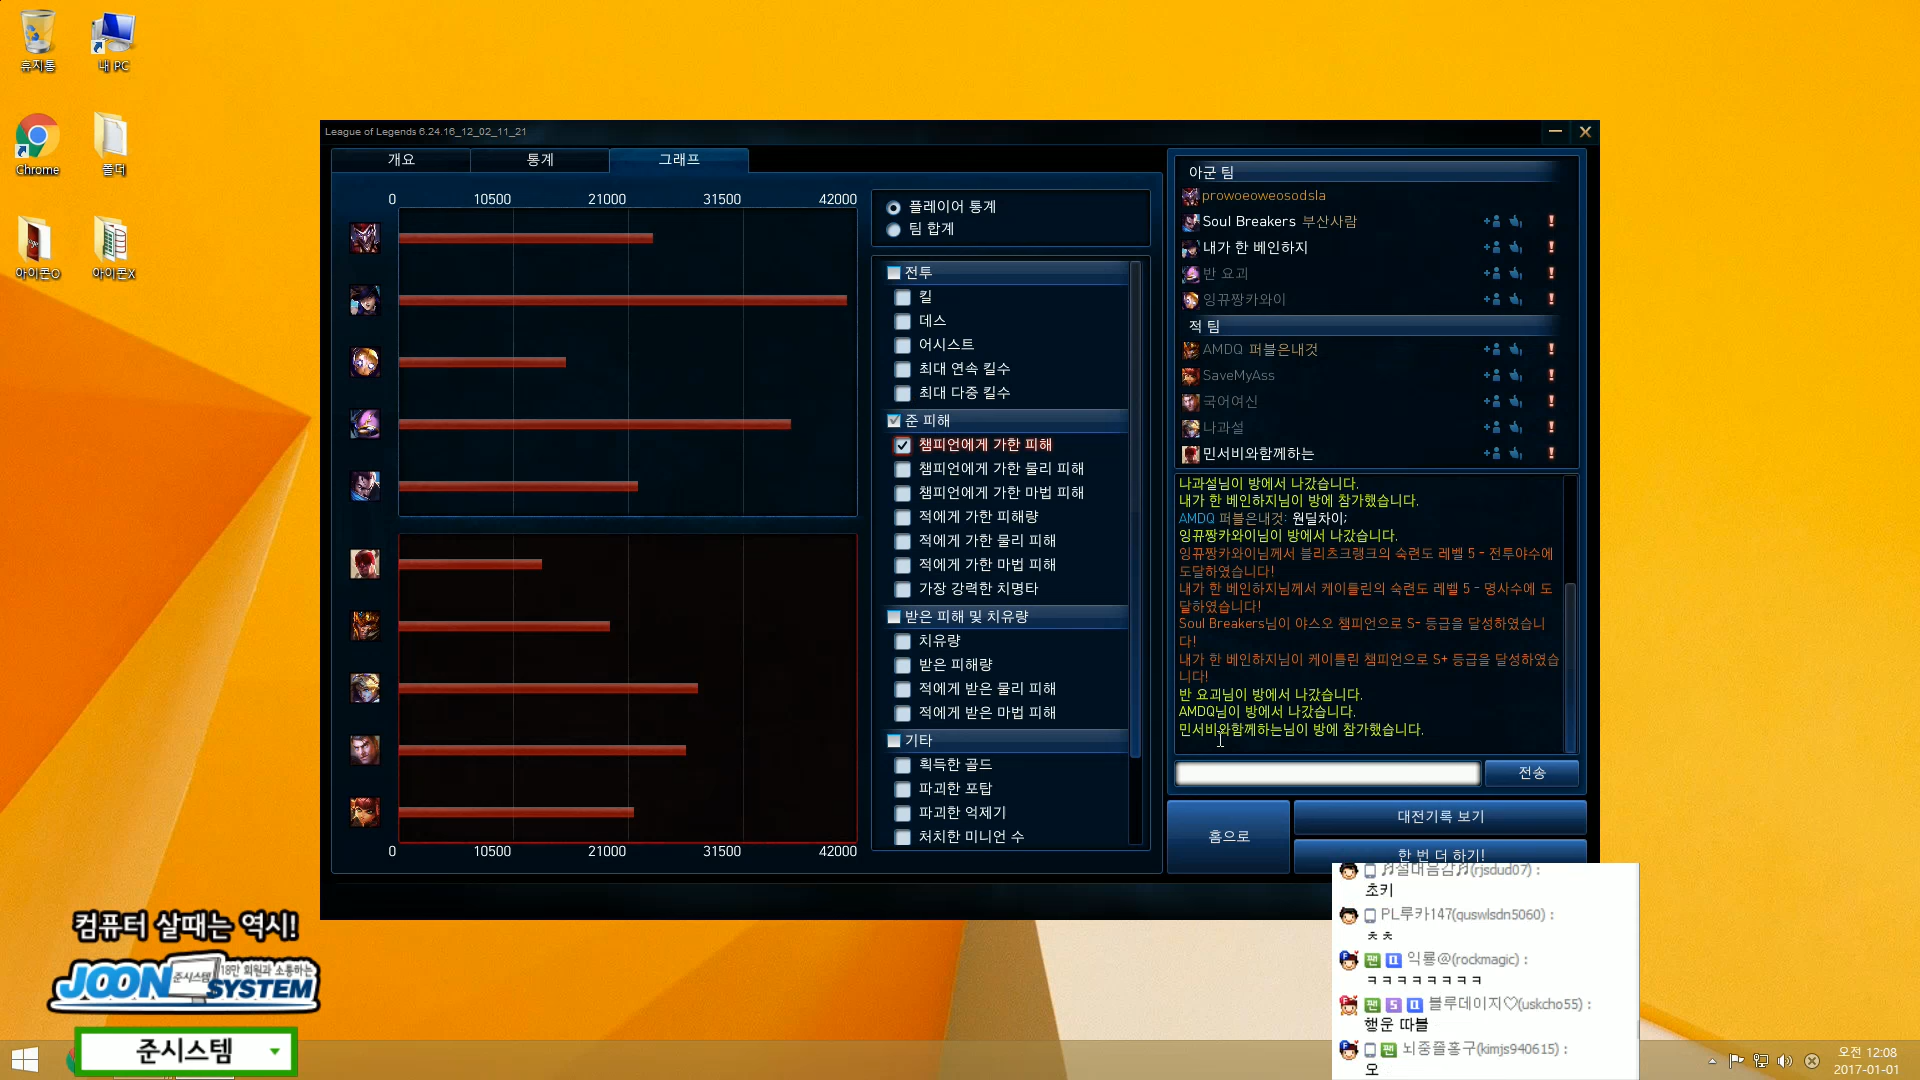 휴지통
내 PC
Chrome
폴더
아이콘O
아이콘X
League of Legends 6.24.16_12_02_11_21
개요
통계
그래프
0 10500 21000 31500 42000
0 10500 21000 31500 42000
플레이어 통계
팀 합계
전투
킬
데스
어시스트
최대 연속 킬수
최대 다중 킬수
준 피해
챔피언에게 가한 피해
챔피언에게 가한 물리 피해
챔피언에게 가한 마법 피해
적에게 가한 피해량
적에게 가한 물리 피해
적에게 가한 마법 피해
가장 강력한 치명타
받은 피해 및 치유량
치유량
받은 피해량
적에게 받은 물리 피해
적에게 받은 마법 피해
기타
획득한 골드
파괴한 포탑
파괴한 억제기
처치한 미니언 수
아군 팀
prowoeoweosodsla
Soul Breakers 부산사람
내가 한 베인하지
반 요괴
잉뀨짱카와이
적 팀
AMDQ 퍼블은내것
SaveMyAss
국어여신
나과설
민서비와함께하는
나과설님이 방에서 나갔습니다.
내가 한 베인하지님이 방에 참가했습니다.
AMDQ 퍼블은내것: 원딜차이;
잉뀨짱카와이님이 방에서 나갔습니다.
잉뀨짱카와이님께서 블리츠크랭크의 숙련도 레벨 5 - 전투야수에
도달하였습니다!
내가 한 베인하지님께서 케이틀린의 숙련도 레벨 5 - 명사수에 도
달하였습니다!
Soul Breakers님이 야스오 챔피언으로 S- 등급을 달성하였습니
다!
내가 한 베인하지님이 케이틀린 챔피언으로 S+ 등급을 달성하였습
니다!
반 요괴님이 방에서 나갔습니다.
AMDQ님이 방에서 나갔습니다.
민서비와함께하는님이 방에 참가했습니다.
전송
홈으로
대전기록 보기
한 번 더 하기!
♬절대음감♬(rjsdud07) :
초키
PL루카147(quswlsdn5060) :
ㅊㅊ
팬 익룡@(rockmagic) :
ㅋㅋㅋㅋㅋㅋㅋㅋ
팬 S 블루데이지♡(uskcho55) :
행운 따블
팬 뇌중쫄홍구(kimjs940615) :
오
컴퓨터 살때는 역시!
JOON SYSTEM
준시스템
18만 회원과 소통하는
준시스템
오전 12:08
2017-01-01